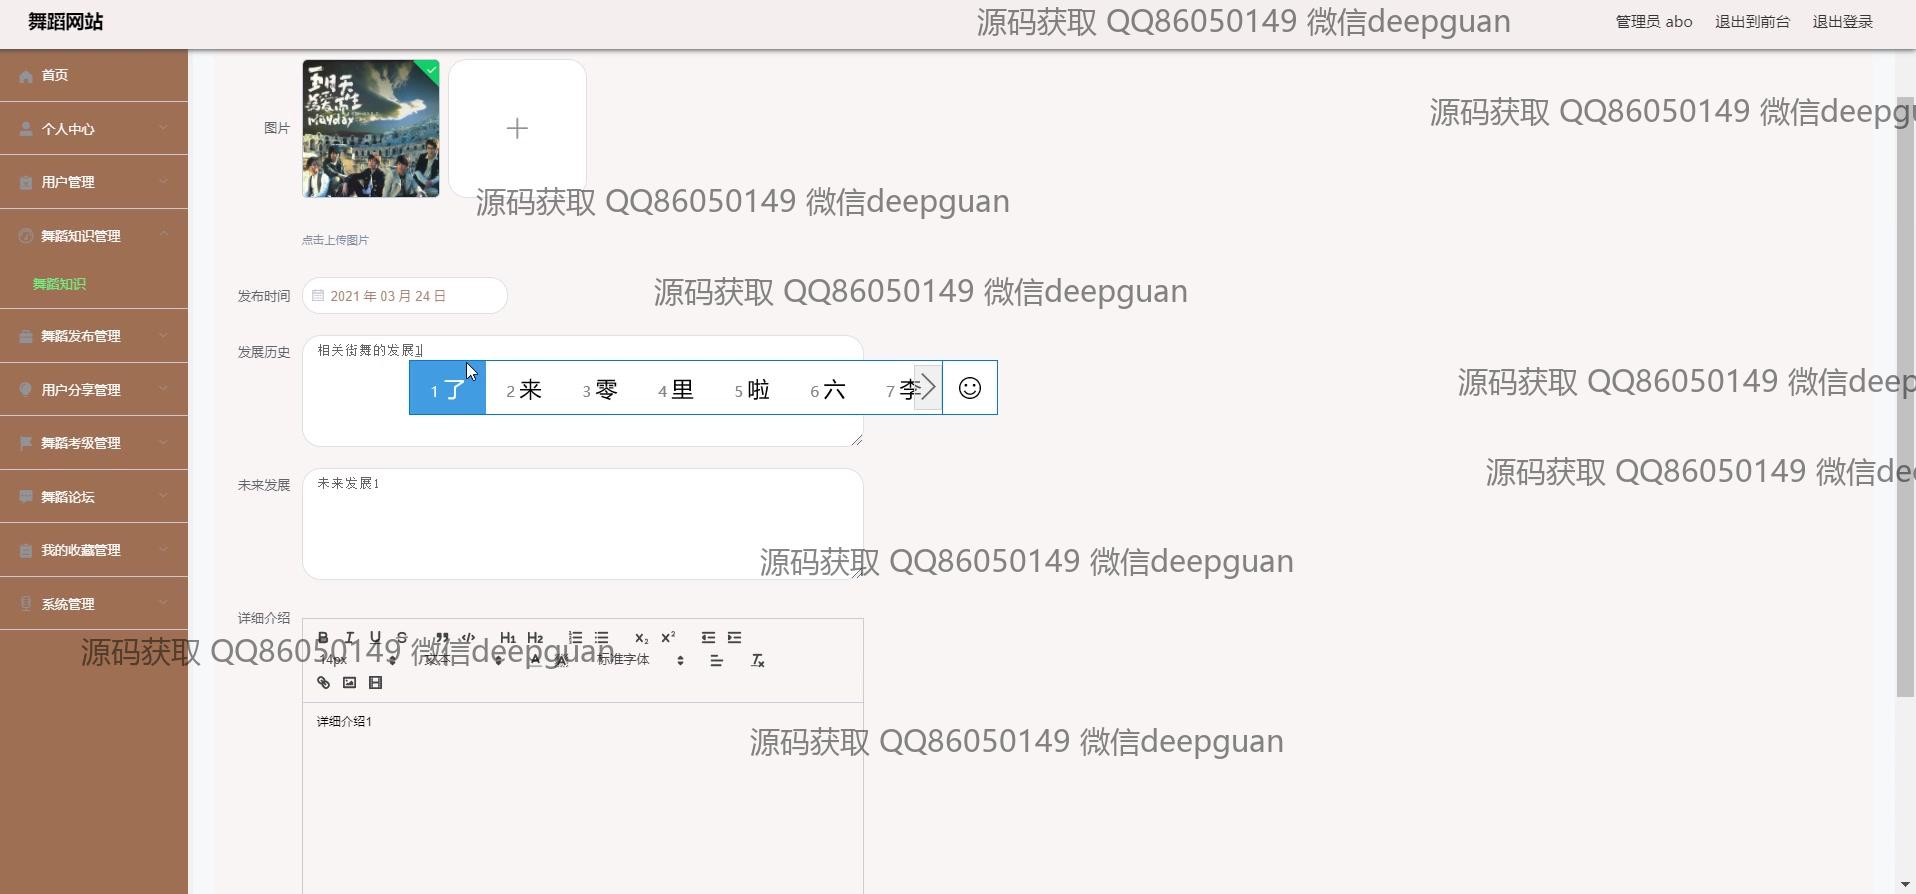 舞蹈网站
源码获取 QQ86050149 微信deepguan
管理员 abo
退出到前台
退出登录
首页
个人中心
用户管理
舞蹈知识管理
舞蹈知识
舞蹈发布管理
用户分享管理
舞蹈考级管理
舞蹈论坛
我的收藏管理
系统管理
图片
五月天
mayday
源码获取 QQ86050149 微信deepgu
源码获取 QQ86050149 微信deepguan
点击上传图片
发布时间
2021 年 03 月 24 日
源码获取 QQ86050149 微信deepguan
发展历史
相关街舞的发展l
1 了 2 来 3 零 4 里 5 啦 6 六 7 李
源码获取 QQ86050149 微信deep
未来发展
未来发展1
源码获取 QQ86050149 微信dee
源码获取 QQ86050149 微信deepguan
详细介绍
B I U S H1 H2 x₂ x²
14px 文本 A A 标准字体 Tx
源码获取 QQ86050149 微信deepguan
详细介绍1
源码获取 QQ86050149 微信deepguan